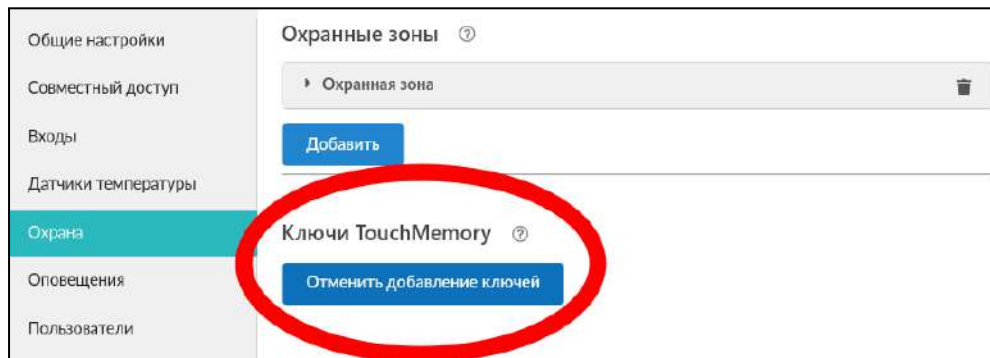 Общие настройки
Совместный доступ
Входы
Датчики температуры
Охрана
Оповещения
Пользователи
Охранные зоны ?
Охранная зона
Добавить
Ключи TouchMemory ?
Отменить добавление ключей